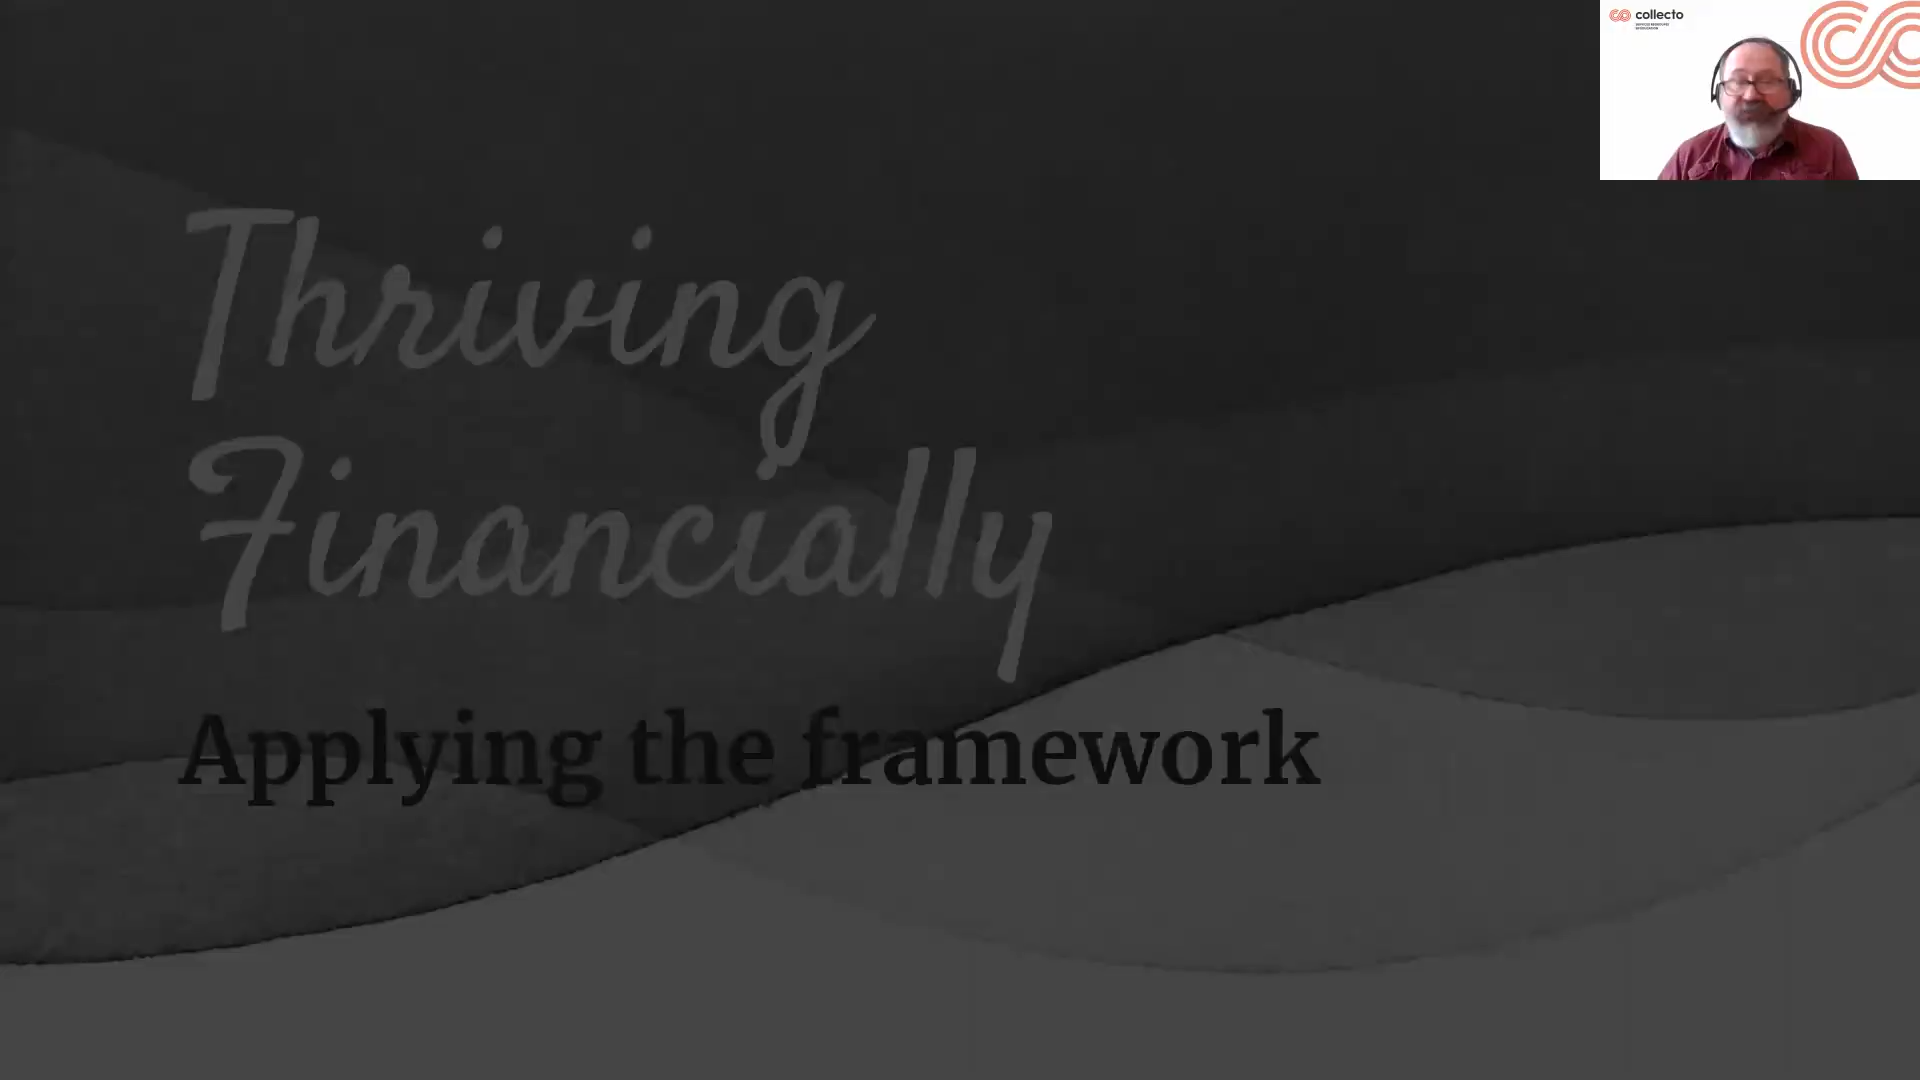 collecto
Thriving
Financially
Applying the framework